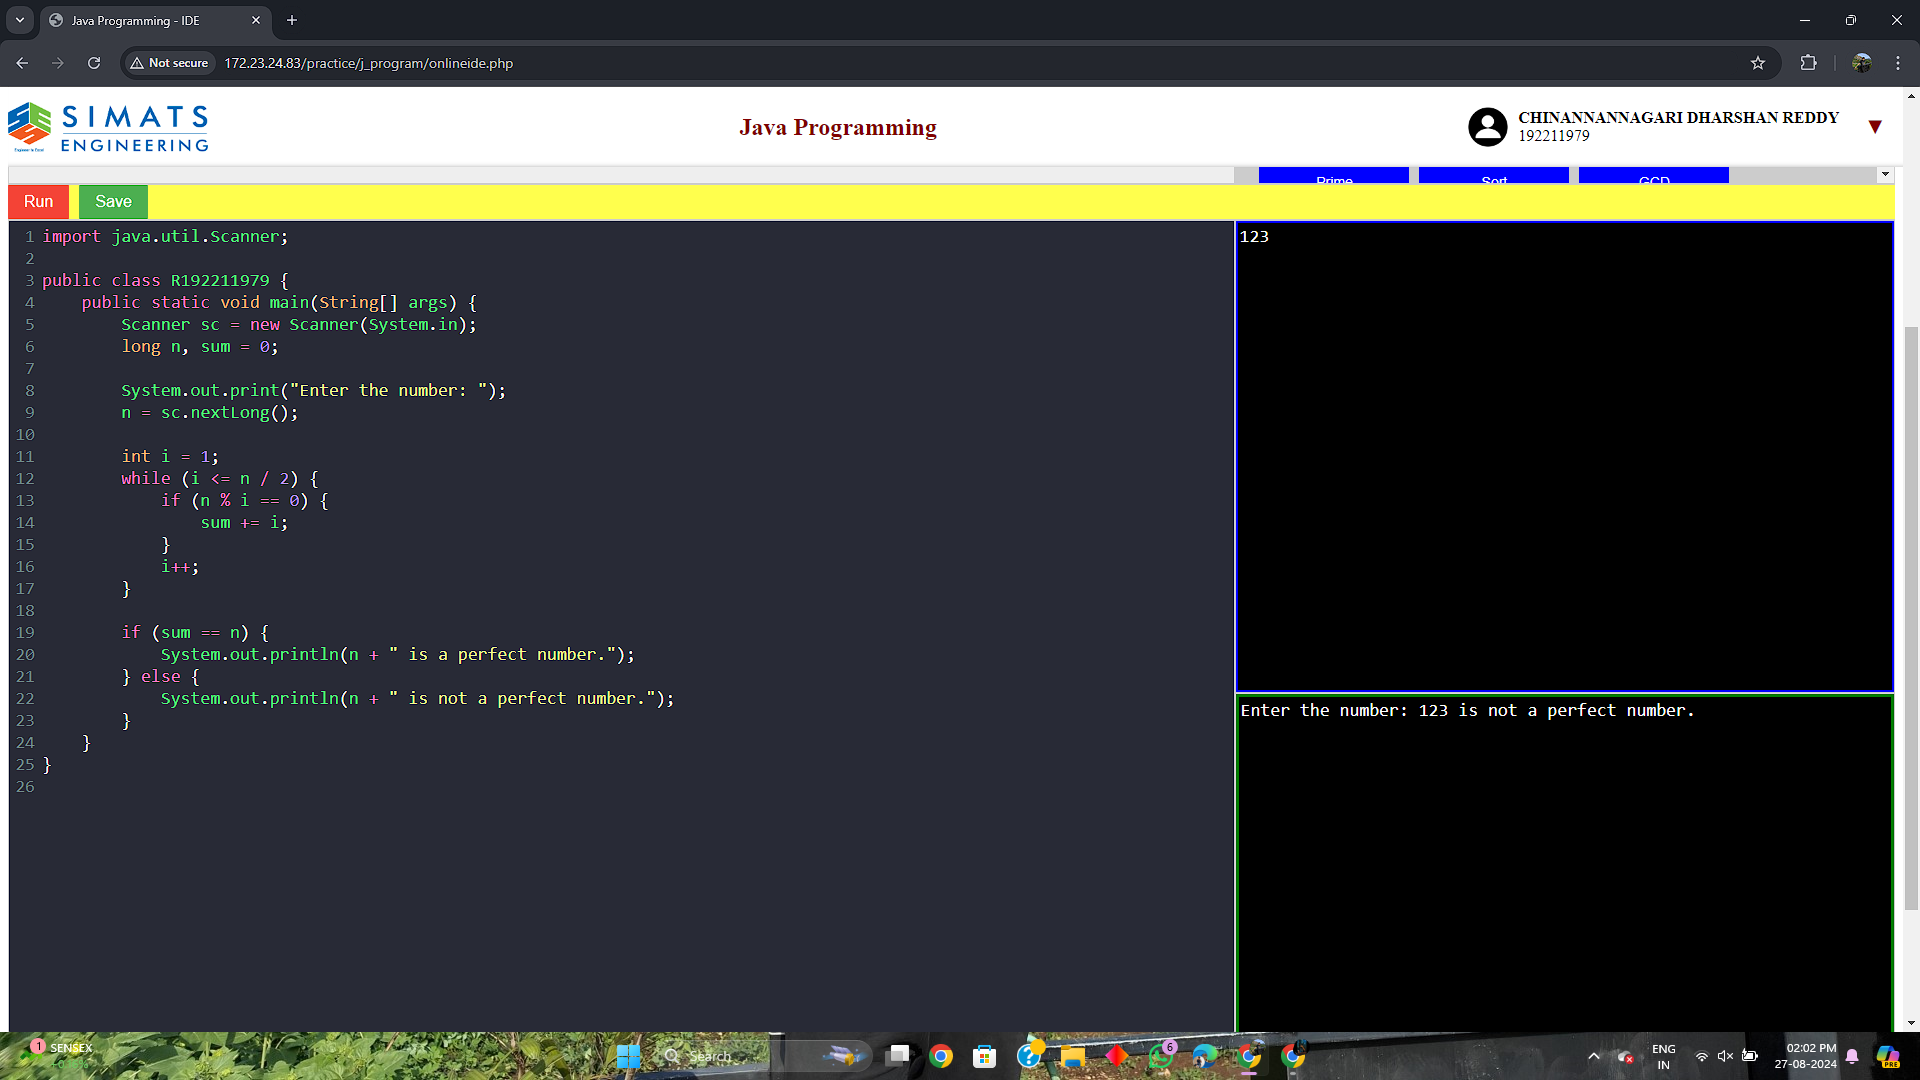 Java Programming - IDE
Not secure
172.23.24.83/practice/j_program/onlineide.php
SIMATS
ENGINEERING
Java Programming
CHINANNANNAGARI DHARSHAN REDDY
192211979
Prime
Sort
GCD
Run
Save
1 import java.util.Scanner;
2
3 public class R192211979 {
4     public static void main(String[] args) {
5         Scanner sc = new Scanner(System.in);
6         long n, sum = 0;
7
8         System.out.print("Enter the number: ");
9         n = sc.nextLong();
10
11         int i = 1;
12         while (i <= n / 2) {
13             if (n % i == 0) {
14                 sum += i;
15             }
16             i++;
17         }
18
19         if (sum == n) {
20             System.out.println(n + " is a perfect number.");
21         } else {
22             System.out.println(n + " is not a perfect number.");
23         }
24     }
25 }
26
123
Enter the number: 123 is not a perfect number.
1
SENSEX
Search
6
ENG
IN
02:02 PM
27-08-2024
PRE